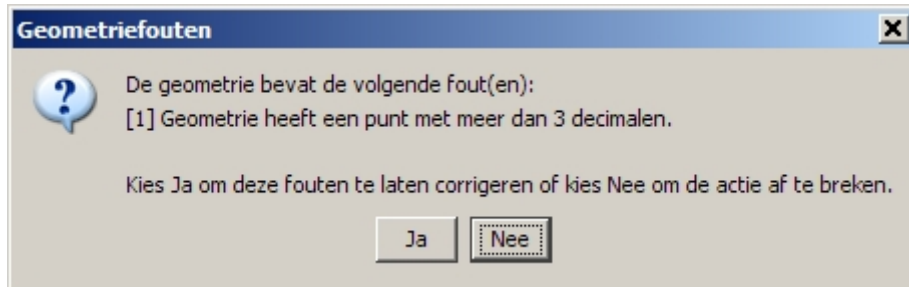 Geometriefouten
De geometrie bevat de volgende fout(en):
[1] Geometrie heeft een punt met meer dan 3 decimalen.
Kies Ja om deze fouten te laten corrigeren of kies Nee om de actie af te breken.
Ja Nee